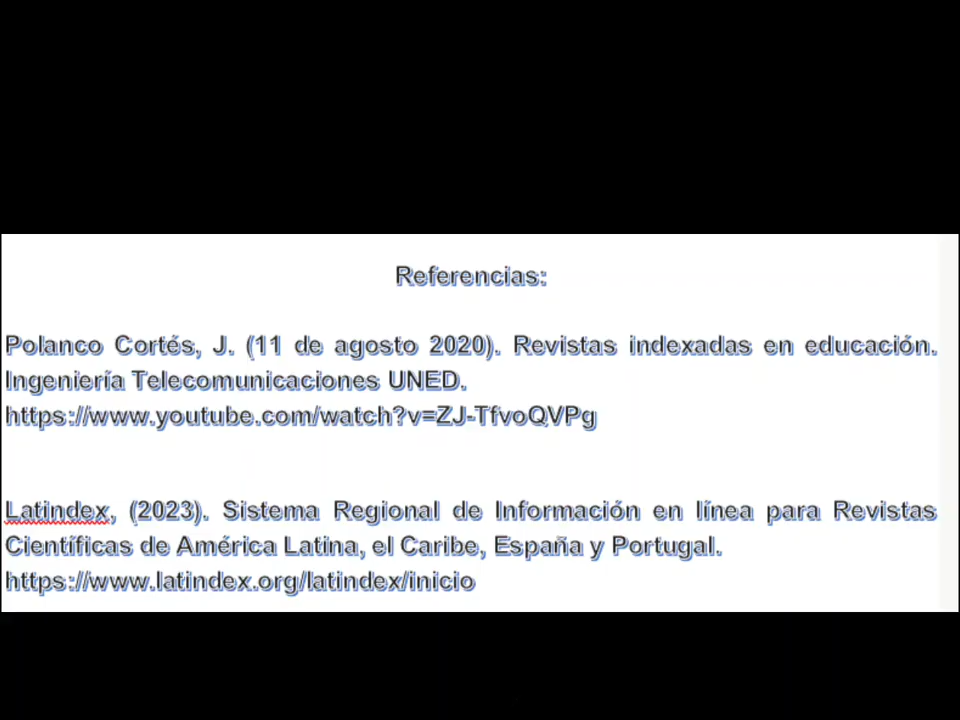 Referencias:
Polanco Cortés, J. (11 de agosto 2020). Revistas indexadas en educación.
Ingeniería Telecomunicaciones UNED.
https://www.youtube.com/watch?v=ZJ-TfvoQVPg
Latindex, (2023). Sistema Regional de Información en línea para Revistas
Científicas de América Latina, el Caribe, España y Portugal.
https://www.latindex.org/latindex/inicio